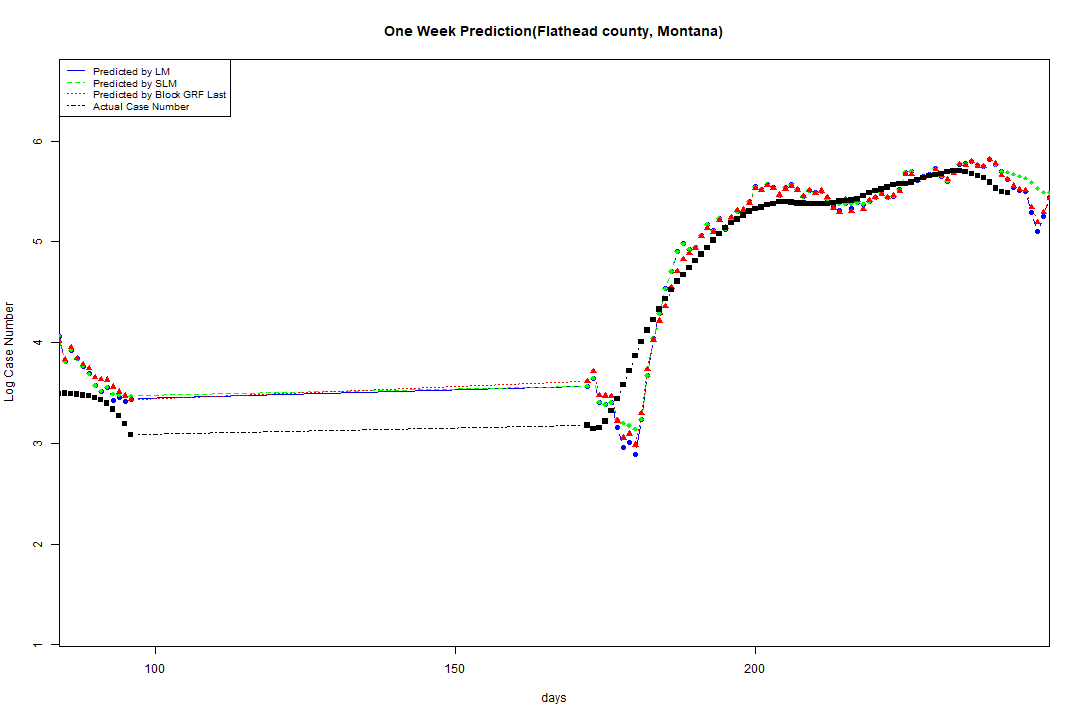 One Week Prediction(Flathead county, Montana)
Predicted by LM
Predicted by SLM
Predicted by Block GRF Last
Actual Case Number
6
5
4
3
2
1
Log Case Number
100
150
200
days